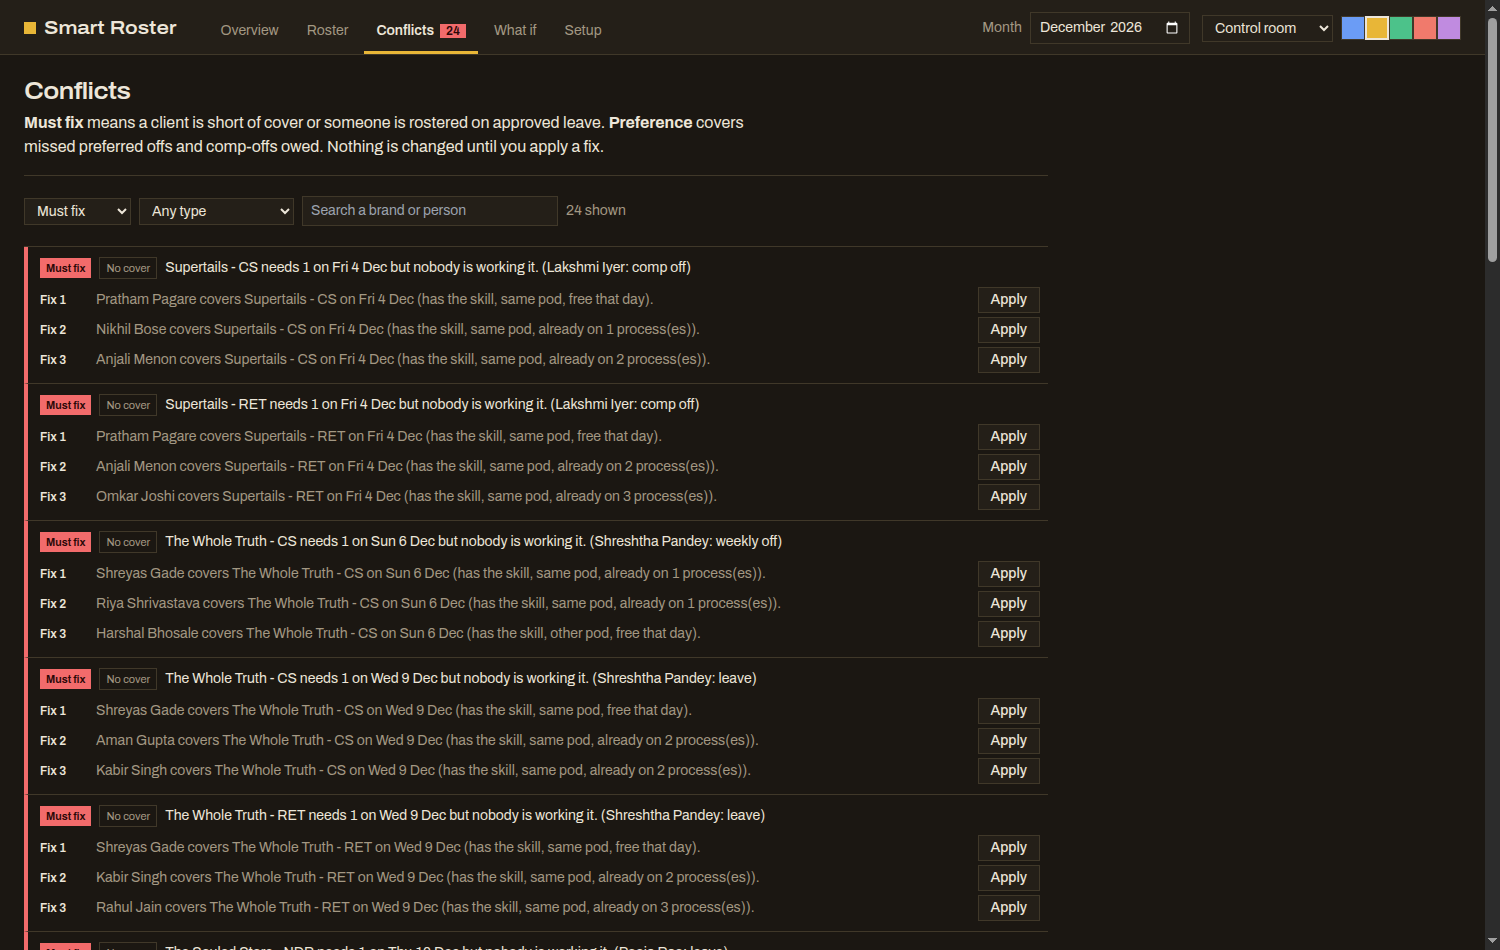 Smart Roster
Overview
Roster
Conflicts 24
What if
Setup
Month
December 2026
Control room
Conflicts
Must fix means a client is short of cover or someone is rostered on approved leave. Preference covers
missed preferred offs and comp-offs owed. Nothing is changed until you apply a fix.
Must fix
Any type
Search a brand or person
24 shown
Must fix No cover Supertails - CS needs 1 on Fri 4 Dec but nobody is working it. (Lakshmi Iyer: comp off)
Fix 1 Pratham Pagare covers Supertails - CS on Fri 4 Dec (has the skill, same pod, free that day). Apply
Fix 2 Nikhil Bose covers Supertails - CS on Fri 4 Dec (has the skill, same pod, already on 1 process(es)). Apply
Fix 3 Anjali Menon covers Supertails - CS on Fri 4 Dec (has the skill, same pod, already on 2 process(es)). Apply
Must fix No cover Supertails - RET needs 1 on Fri 4 Dec but nobody is working it. (Lakshmi Iyer: comp off)
Fix 1 Pratham Pagare covers Supertails - RET on Fri 4 Dec (has the skill, same pod, free that day). Apply
Fix 2 Anjali Menon covers Supertails - RET on Fri 4 Dec (has the skill, same pod, already on 2 process(es)). Apply
Fix 3 Omkar Joshi covers Supertails - RET on Fri 4 Dec (has the skill, same pod, already on 3 process(es)). Apply
Must fix No cover The Whole Truth - CS needs 1 on Sun 6 Dec but nobody is working it. (Shreshtha Pandey: weekly off)
Fix 1 Shreyas Gade covers The Whole Truth - CS on Sun 6 Dec (has the skill, same pod, already on 1 process(es)). Apply
Fix 2 Riya Shrivastava covers The Whole Truth - CS on Sun 6 Dec (has the skill, same pod, already on 1 process(es)). Apply
Fix 3 Harshal Bhosale covers The Whole Truth - CS on Sun 6 Dec (has the skill, other pod, free that day). Apply
Must fix No cover The Whole Truth - CS needs 1 on Wed 9 Dec but nobody is working it. (Shreshtha Pandey: leave)
Fix 1 Shreyas Gade covers The Whole Truth - CS on Wed 9 Dec (has the skill, same pod, free that day). Apply
Fix 2 Aman Gupta covers The Whole Truth - CS on Wed 9 Dec (has the skill, same pod, already on 2 process(es)). Apply
Fix 3 Kabir Singh covers The Whole Truth - CS on Wed 9 Dec (has the skill, same pod, already on 2 process(es)). Apply
Must fix No cover The Whole Truth - RET needs 1 on Wed 9 Dec but nobody is working it. (Shreshtha Pandey: leave)
Fix 1 Shreyas Gade covers The Whole Truth - RET on Wed 9 Dec (has the skill, same pod, free that day). Apply
Fix 2 Kabir Singh covers The Whole Truth - RET on Wed 9 Dec (has the skill, same pod, already on 2 process(es)). Apply
Fix 3 Rahul Jain covers The Whole Truth - RET on Wed 9 Dec (has the skill, same pod, already on 3 process(es)). Apply